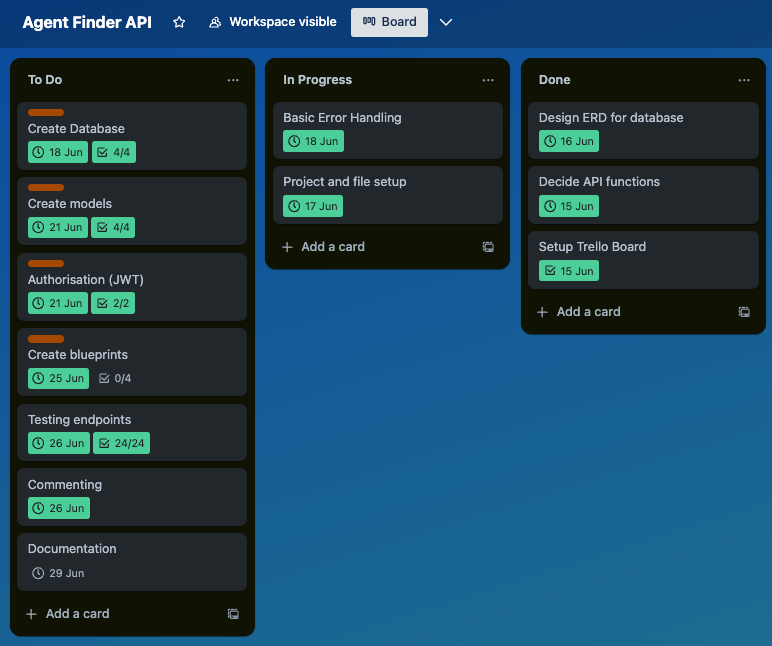 Agent Finder API
Workspace visible
Board
To Do
Create Database
18 Jun 4/4
Create models
21 Jun 4/4
Authorisation (JWT)
21 Jun 2/2
Create blueprints
25 Jun 0/4
Testing endpoints
26 Jun 24/24
Commenting
26 Jun
Documentation
29 Jun
Add a card
In Progress
Basic Error Handling
18 Jun
Project and file setup
17 Jun
Add a card
Done
Design ERD for database
16 Jun
Decide API functions
15 Jun
Setup Trello Board
15 Jun
Add a card